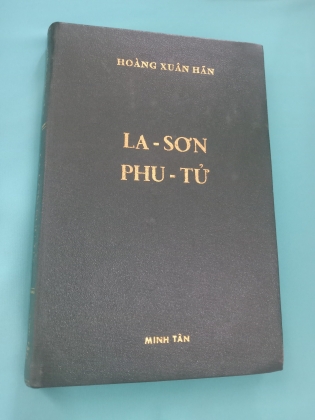 HOÀNG XUÂN HÃN
LA - SƠN
PHU - TỬ
MINH TÂN